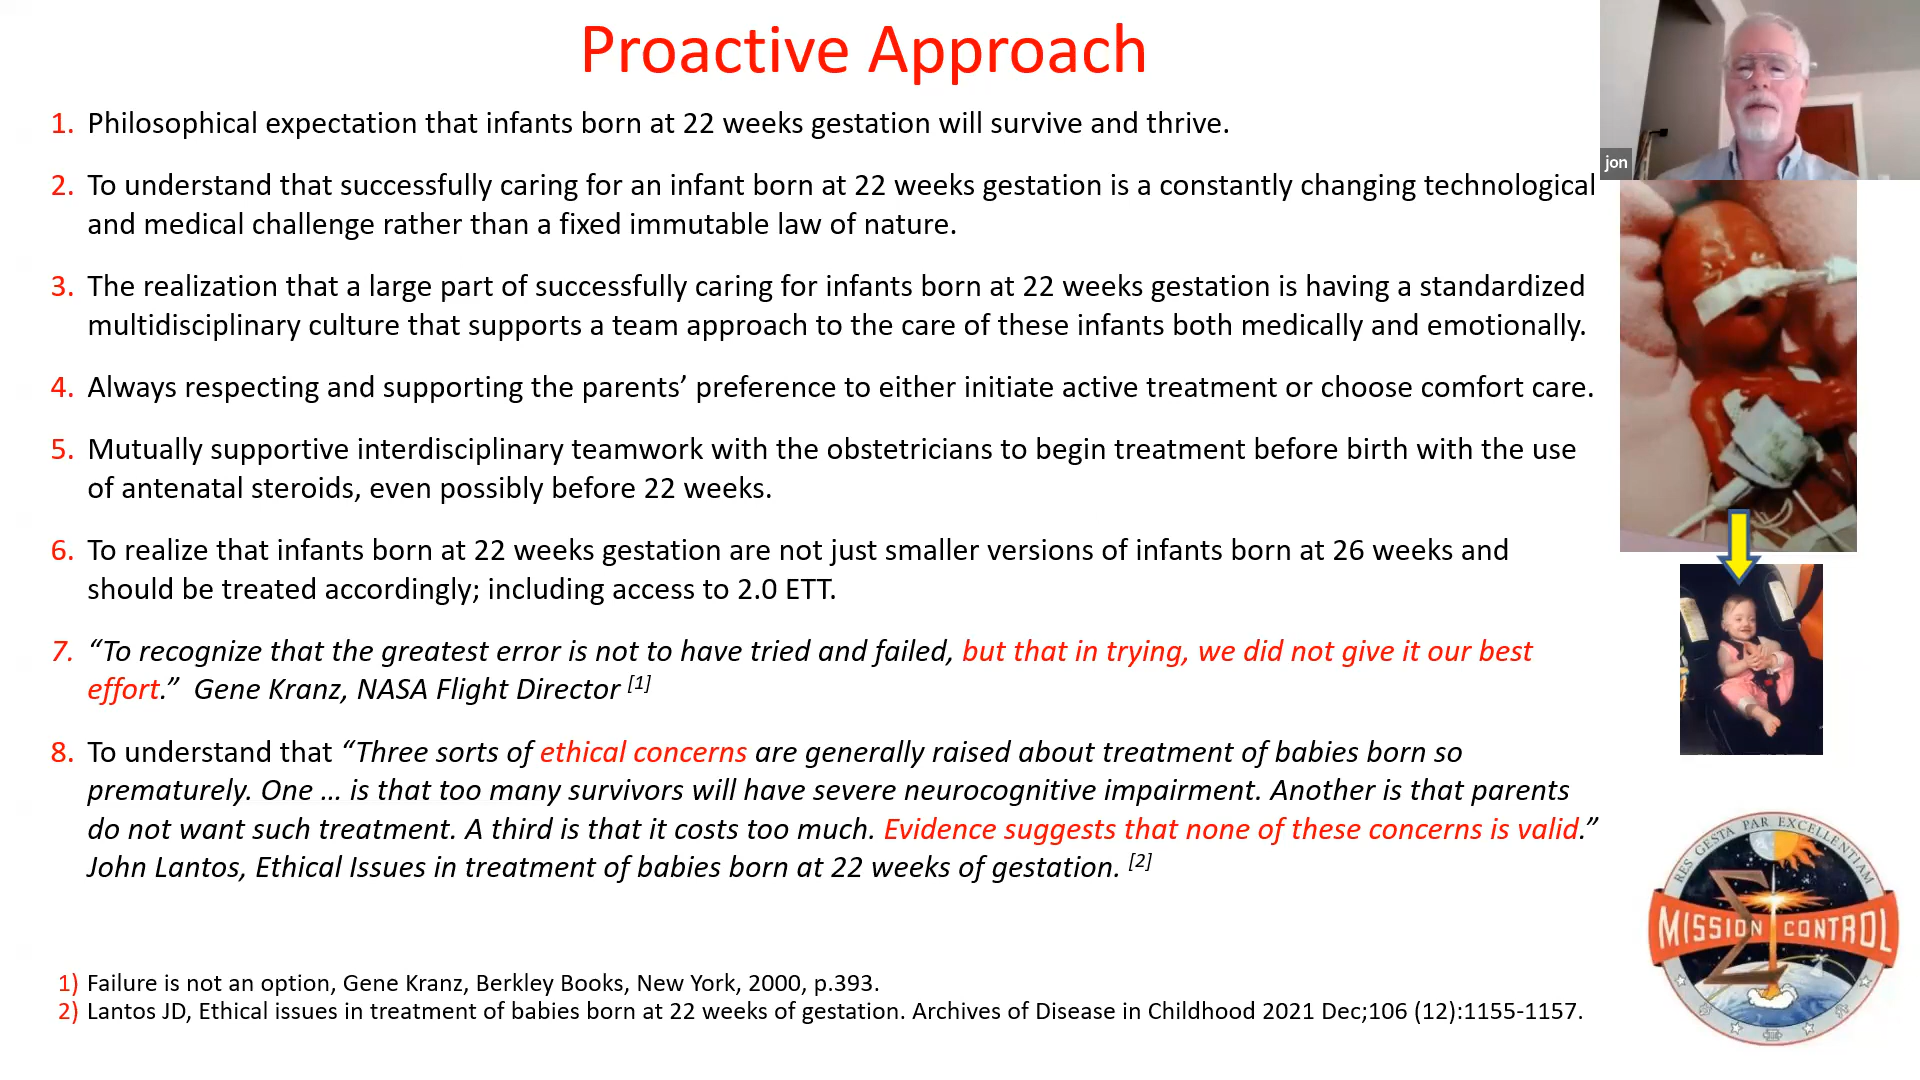 Proactive Approach
1. Philosophical expectation that infants born at 22 weeks gestation will survive and thrive.
2. To understand that successfully caring for an infant born at 22 weeks gestation is a constantly changing technological
and medical challenge rather than a fixed immutable law of nature.
3. The realization that a large part of successfully caring for infants born at 22 weeks gestation is having a standardized
multidisciplinary culture that supports a team approach to the care of these infants both medically and emotionally.
4. Always respecting and supporting the parents’ preference to either initiate active treatment or choose comfort care.
5. Mutually supportive interdisciplinary teamwork with the obstetricians to begin treatment before birth with the use
of antenatal steroids, even possibly before 22 weeks.
6. To realize that infants born at 22 weeks gestation are not just smaller versions of infants born at 26 weeks and
should be treated accordingly; including access to 2.0 ETT.
7. “To recognize that the greatest error is not to have tried and failed, but that in trying, we did not give it our best
effort.” Gene Kranz, NASA Flight Director [1]
8. To understand that “Three sorts of ethical concerns are generally raised about treatment of babies born so
prematurely. One … is that too many survivors will have severe neurocognitive impairment. Another is that parents
do not want such treatment. A third is that it costs too much. Evidence suggests that none of these concerns is valid.”
John Lantos, Ethical Issues in treatment of babies born at 22 weeks of gestation. [2]
1) Failure is not an option, Gene Kranz, Berkley Books, New York, 2000, p.393.
2) Lantos JD, Ethical issues in treatment of babies born at 22 weeks of gestation. Archives of Disease in Childhood 2021 Dec;106 (12):1155-1157.
jon
RES GESTA PAR EXCELLENTIAM
MISSION CONTROL